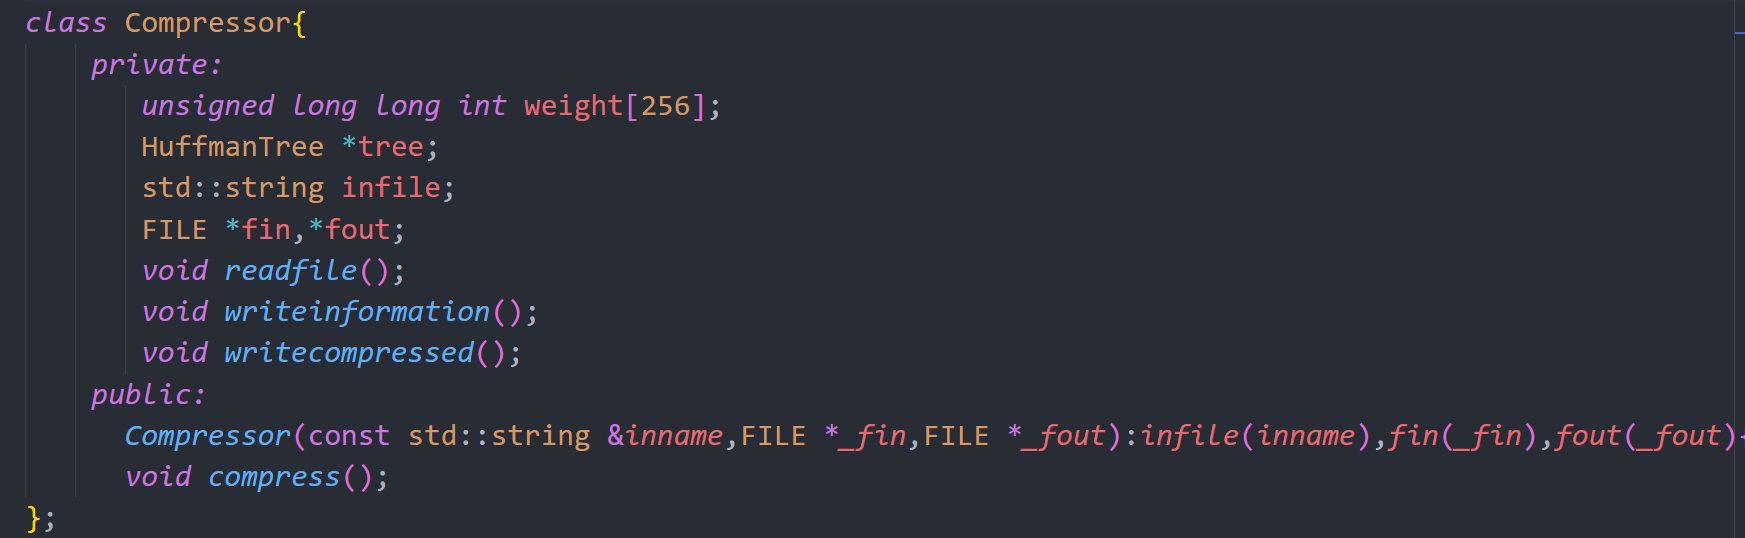 class Compressor{
private:
unsigned long long int weight[256];
HuffmanTree *tree;
std::string infile;
FILE *fin,*fout;
void readfile();
void writeinformation();
void writecompressed();
public:
Compressor(const std::string &inname,FILE *_fin,FILE *_fout):infile(inname),fin(_fin),fout(_fout){
void compress();
};